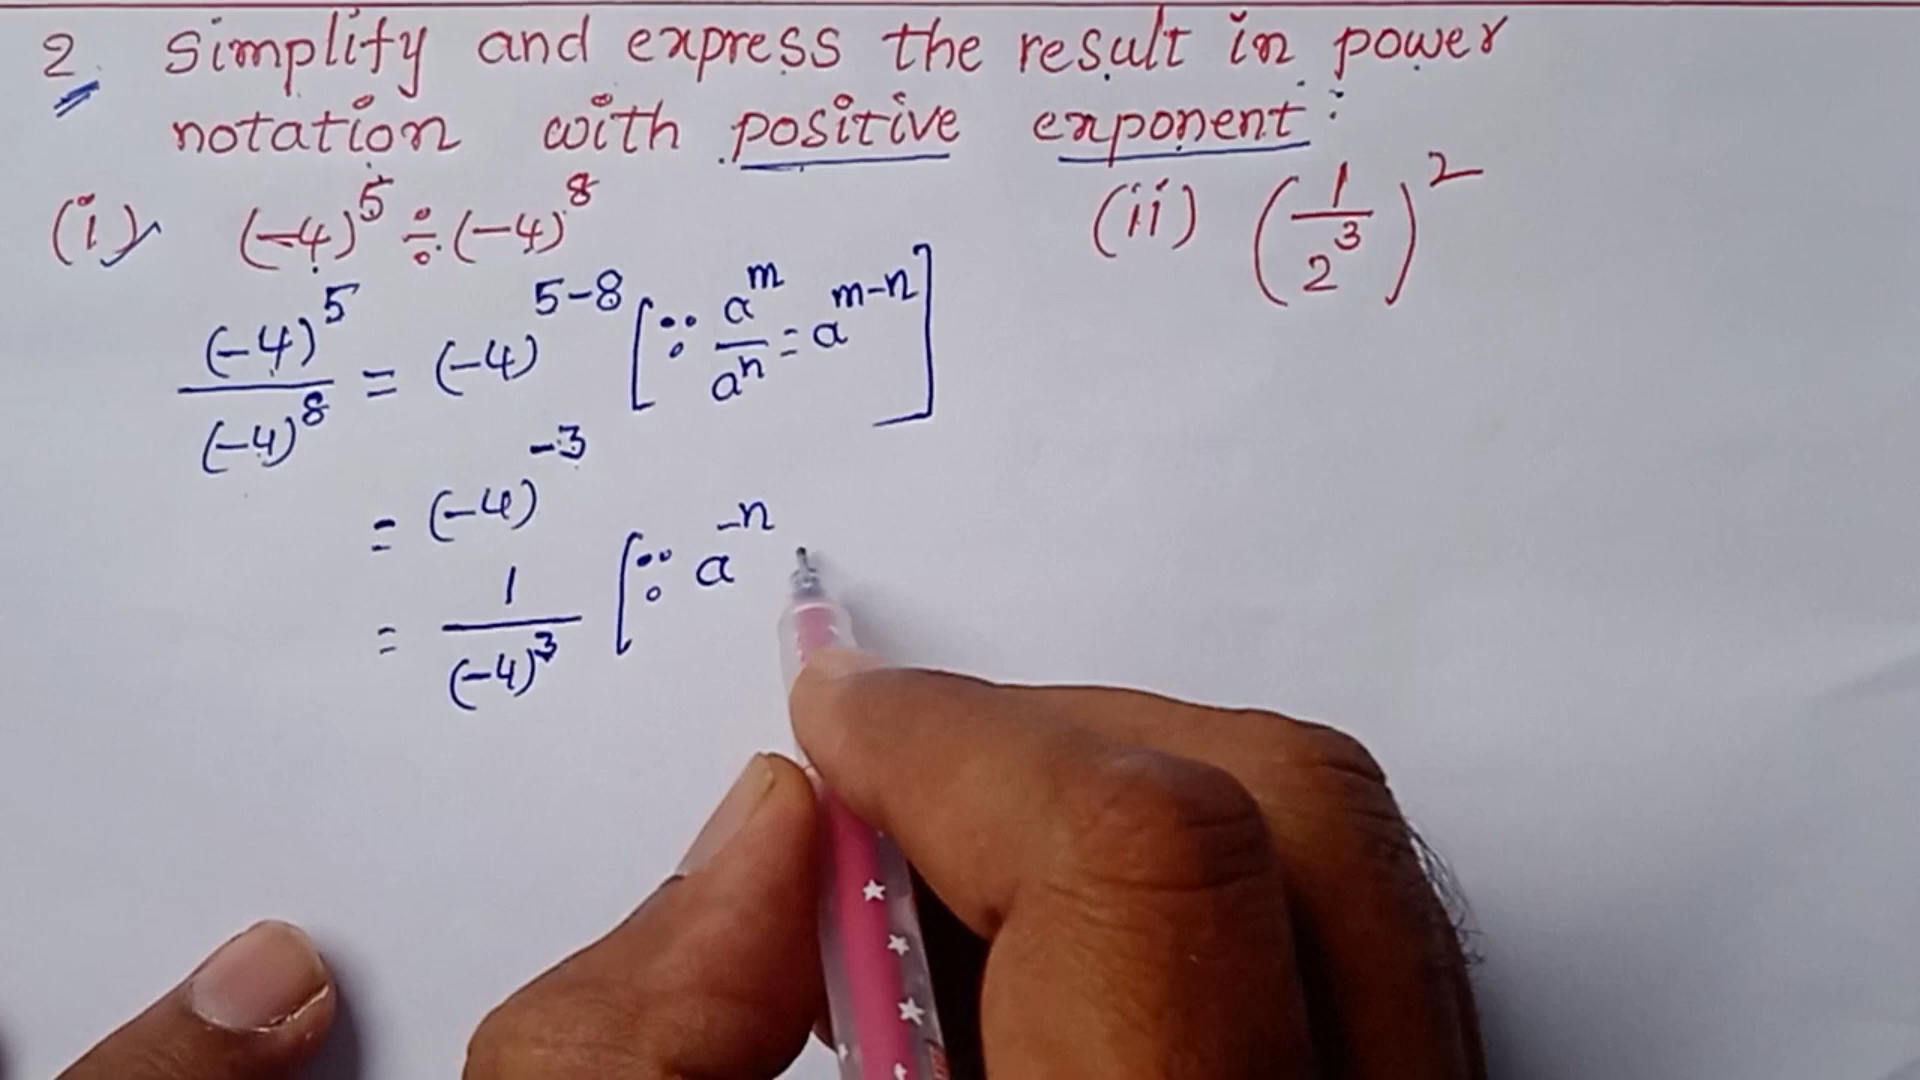 2. Simplify and express the result in power
notation with positive exponent:
(i) (-4)^5 ÷ (-4)^8 (ii) (1/2^3)^2
(-4)^5/(-4)^8 = (-4)^5-8 [∵ a^m/a^n = a^m-n]
= (-4)^-3
= 1/(-4)^3 [∵ a^-n